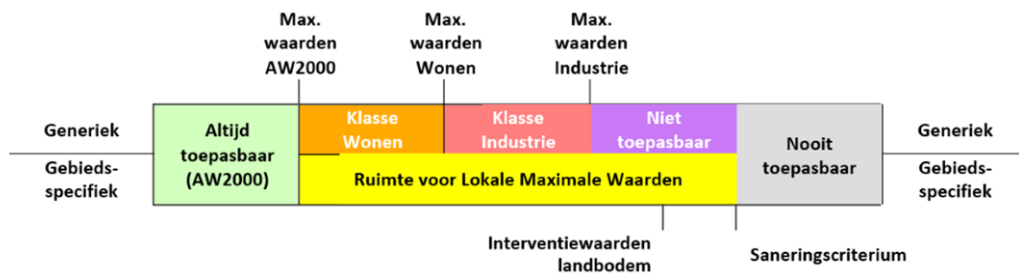 Max.
waarden
AW2000
Max.
waarden
Wonen
Max.
waarden
Industrie
Generiek
Gebieds-
specifiek
Altijd
toepasbaar
(AW2000)
Klasse
Wonen
Klasse
Industrie
Niet
toepasbaar
Ruimte voor Lokale Maximale Waarden
Nooit
toepasbaar
Generiek
Gebieds-
specifiek
Interventiewaarden
landbodem
Saneringscriterium